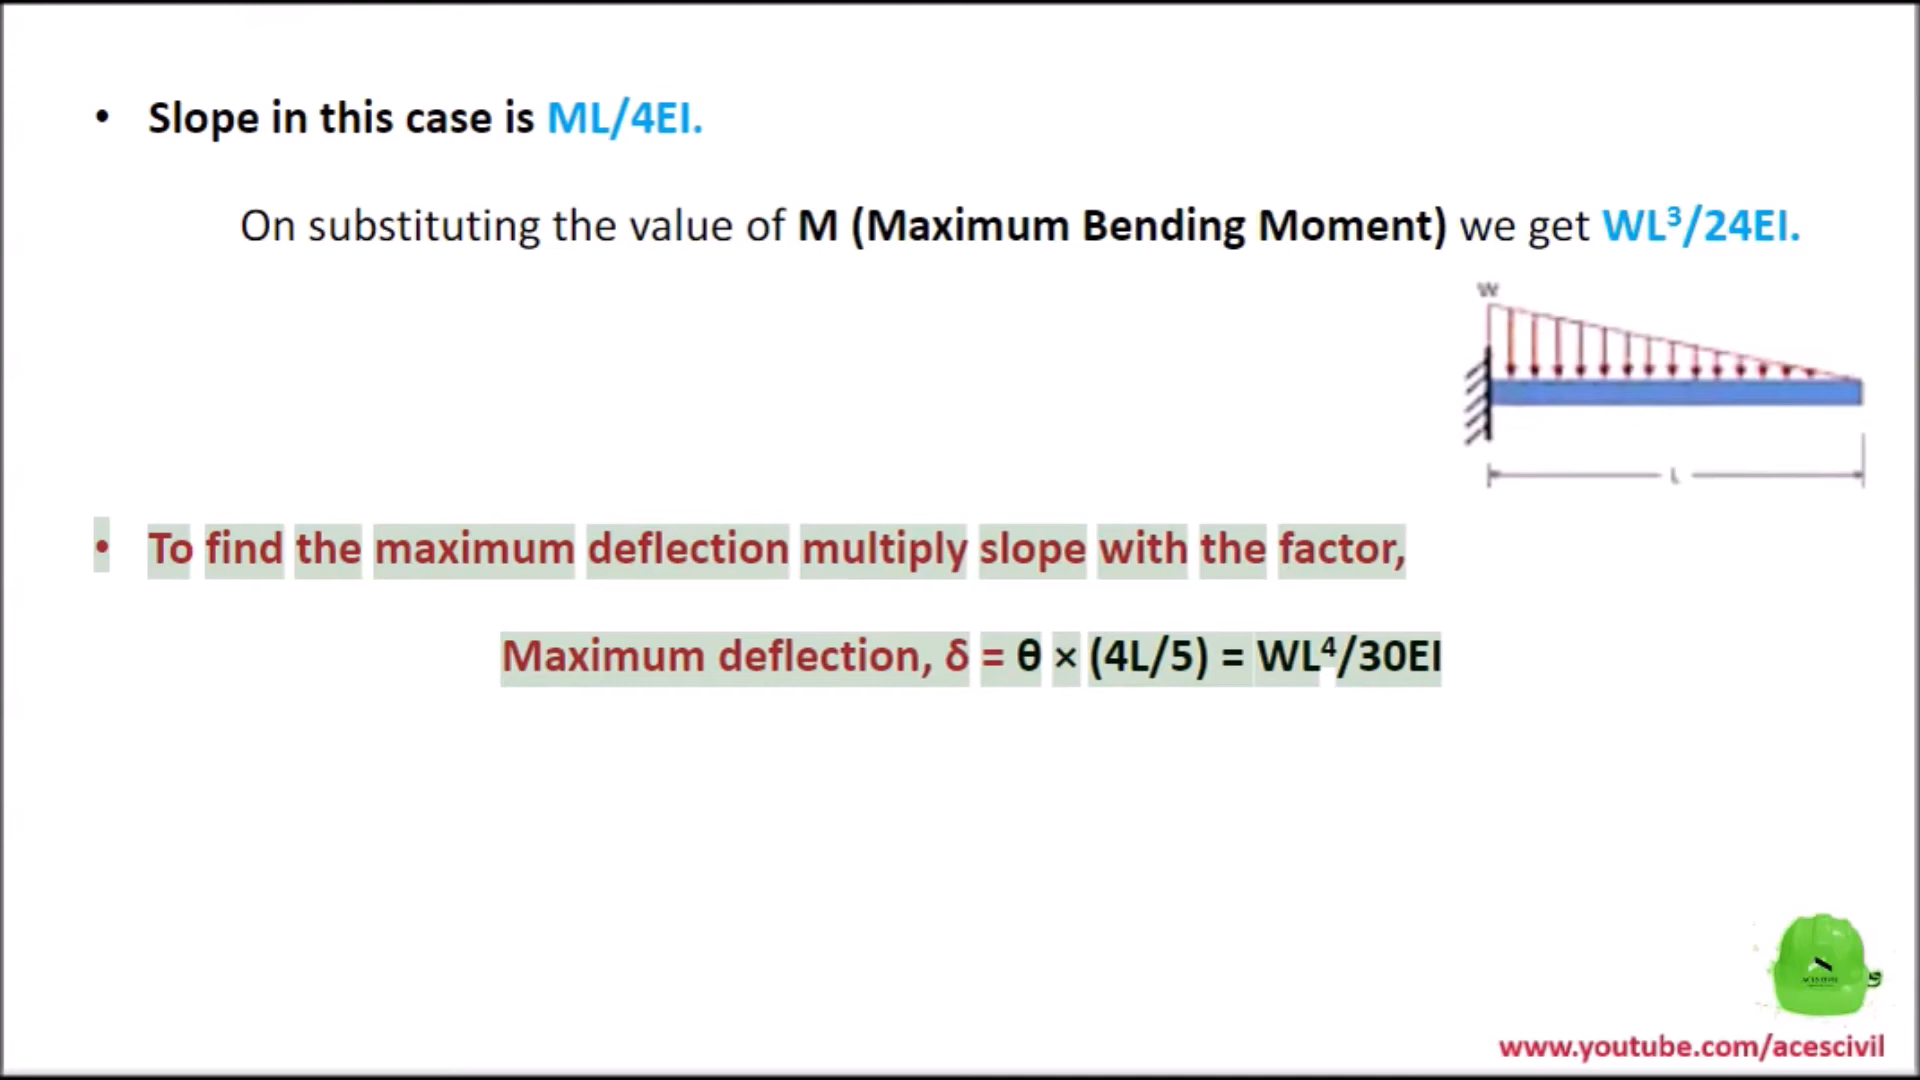 • Slope in this case is ML/4EI.
On substituting the value of M (Maximum Bending Moment) we get WL³/24EI.
W
L
• To find the maximum deflection multiply slope with the factor,
Maximum deflection, δ = θ × (4L/5) = WL⁴/30EI
www.youtube.com/acescivil